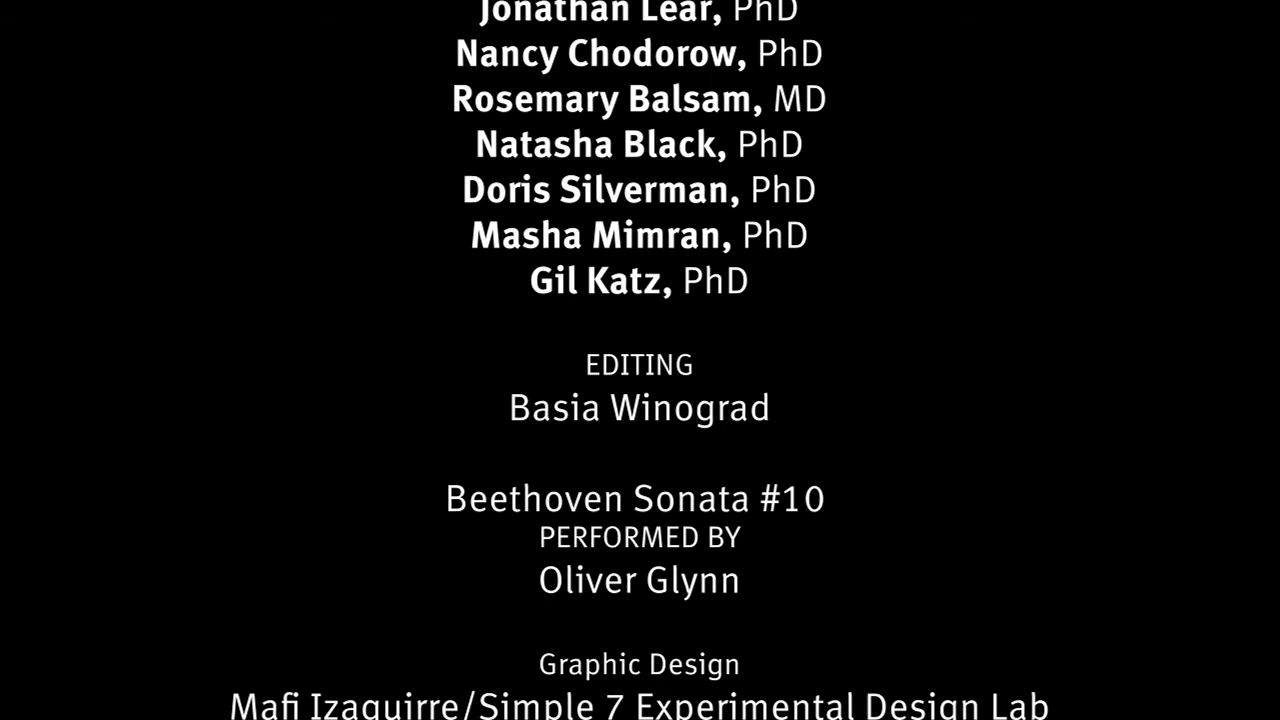 Jonathan Lear, PhD
Nancy Chodorow, PhD
Rosemary Balsam, MD
Natasha Black, PhD
Doris Silverman, PhD
Masha Mimran, PhD
Gil Katz, PhD
EDITING
Basia Winograd
Beethoven Sonata #10
PERFORMED BY
Oliver Glynn
Graphic Design
Mafi Izaguirre/Simple 7 Experimental Design Lab